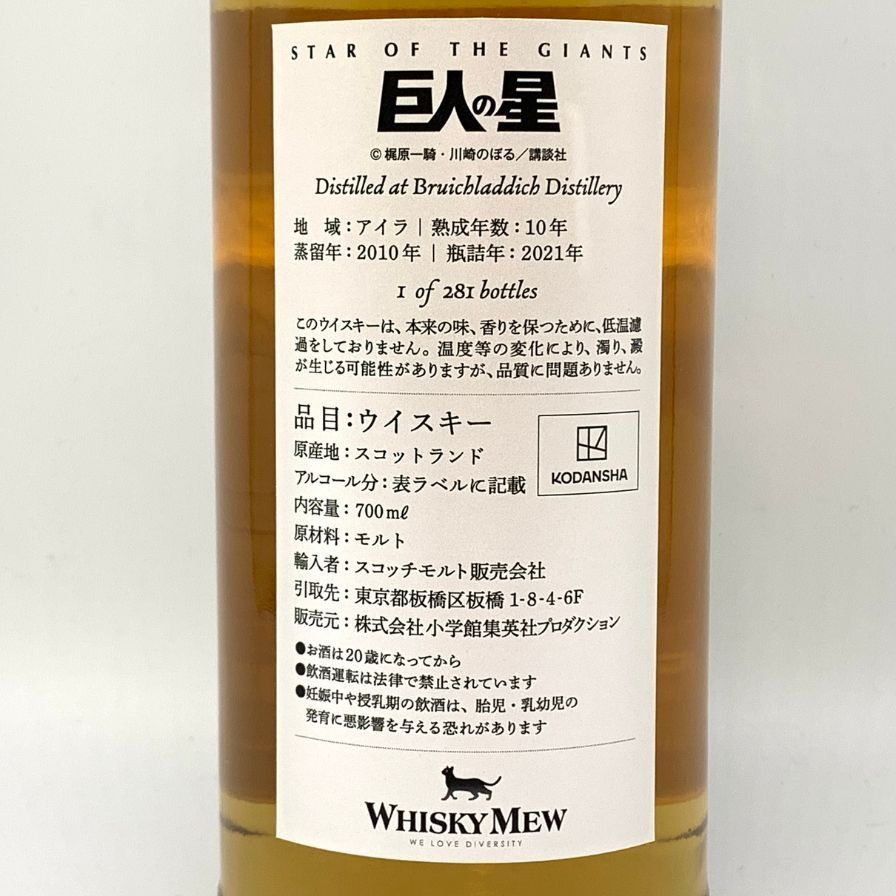 STAR OF THE GIANTS
巨人の星
©梶原一騎・川崎のぼる／講談社
Distilled at Bruichladdich Distillery
地　域：アイラ｜熟成年数：10年
蒸留年：2010年｜瓶詰年：2021年
1 of 281 bottles
このウイスキーは、本来の味、香りを保つために、低温濾
過をしておりません。温度等の変化により、濁り、澱
が生じる可能性がありますが、品質に問題ありません。
品目：ウイスキー
原産地：スコットランド
アルコール分：表ラベルに記載
KODANSHA
内容量：700mℓ
原材料：モルト
輸入者：スコッチモルト販売会社
引取先：東京都板橋区板橋1-8-4-6F
販売元：株式会社小学館集英社プロダクション
●お酒は20歳になってから
●飲酒運転は法律で禁止されています
●妊娠中や授乳期の飲酒は、胎児・乳幼児の
発育に悪影響を与える恐れがあります
WHISKY MEW
WE LOVE DIVERSITY